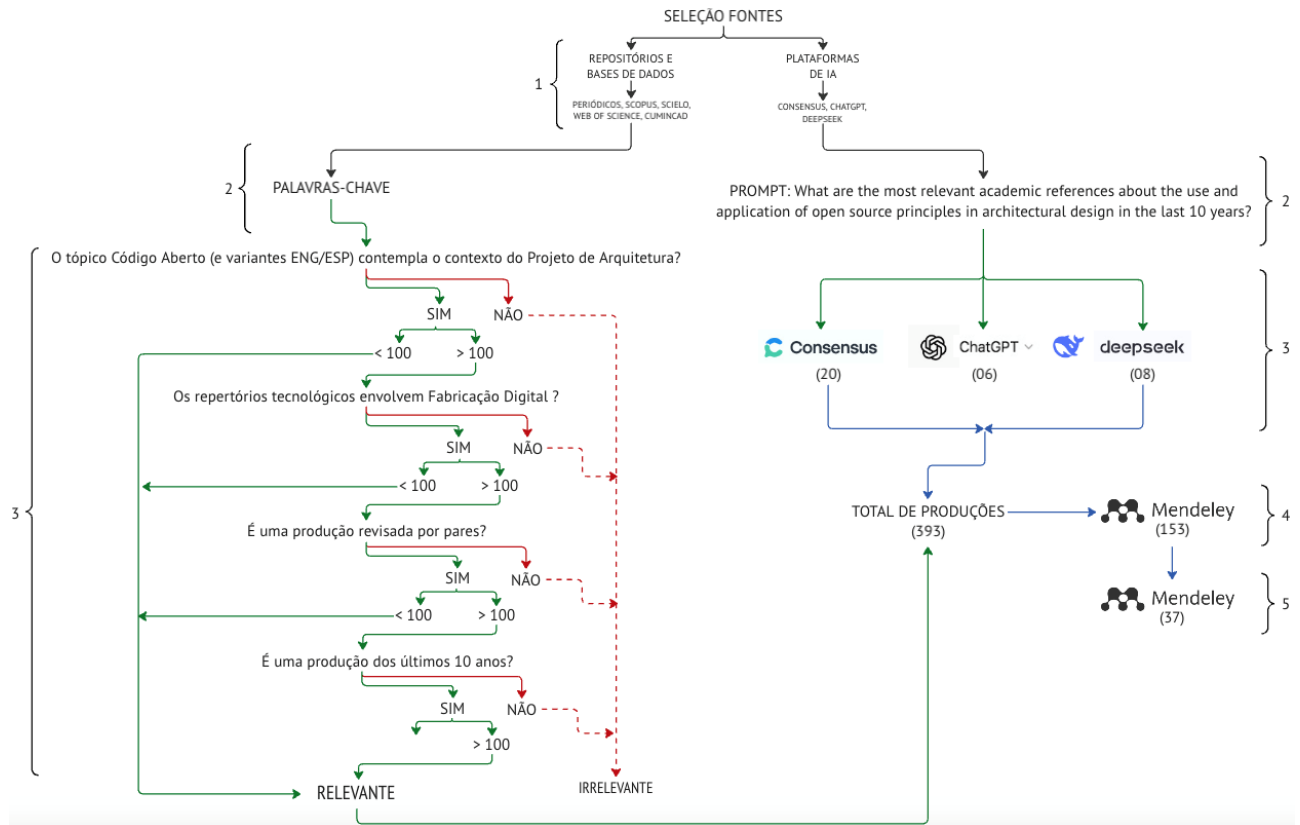 SELEÇÃO FONTES
1
REPOSITÓRIOS E
BASES DE DADOS
PERIÓDICOS, SCOPUS, SCIELO,
WEB OF SCIENCE, CUMINCAD
PLATAFORMAS
DE IA
CONSENSUS, CHATGPT,
DEEPSEEK
2
PALAVRAS-CHAVE
PROMPT: What are the most relevant academic references about the use and
application of open source principles in architectural design in the last 10 years?
2
3
O tópico Código Aberto (e variantes ENG/ESP) contempla o contexto do Projeto de Arquitetura?
SIM
NÃO
< 100
> 100
Os repertórios tecnológicos envolvem Fabricação Digital ?
SIM
NÃO
< 100
> 100
É uma produção revisada por pares?
SIM
NÃO
< 100
> 100
É uma produção dos últimos 10 anos?
SIM
NÃO
> 100
RELEVANTE
IRRELEVANTE
Consensus
(20)
ChatGPT
(06)
deepseek
(08)
3
TOTAL DE PRODUÇÕES
(393)
Mendeley
(153)
4
Mendeley
(37)
5